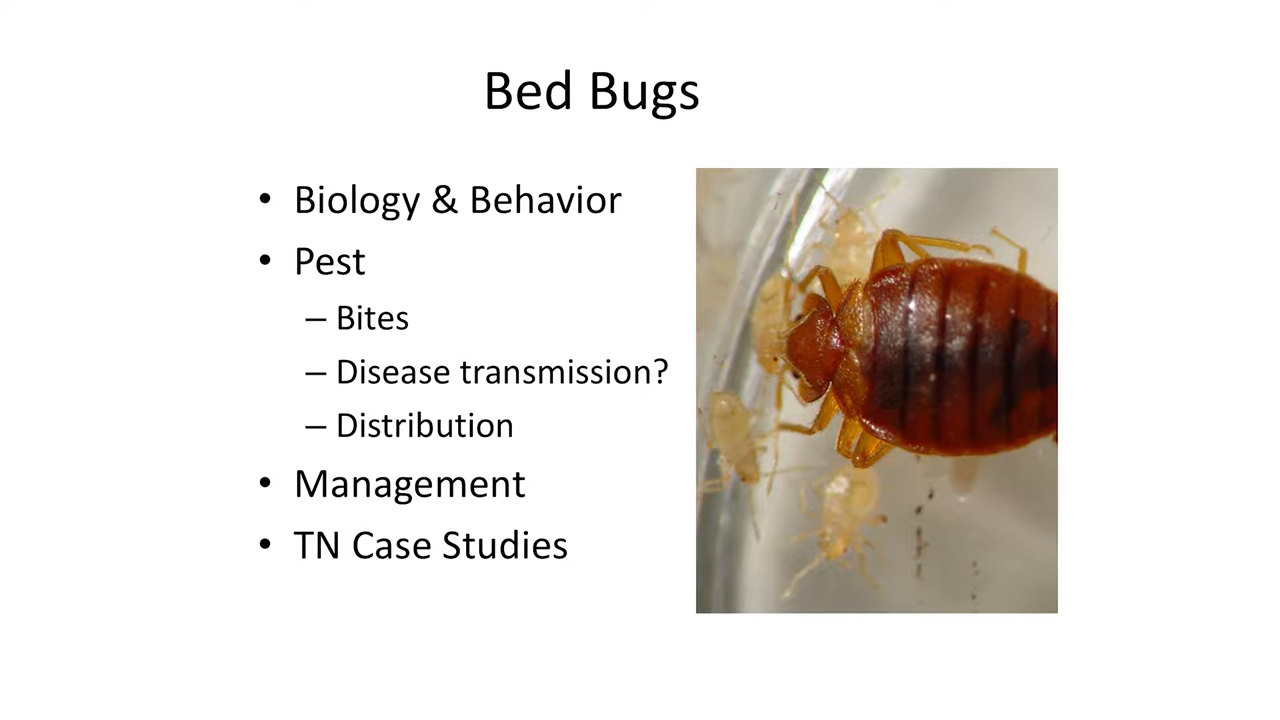 Bed Bugs
• Biology & Behavior
• Pest
– Bites
– Disease transmission?
– Distribution
• Management
• TN Case Studies